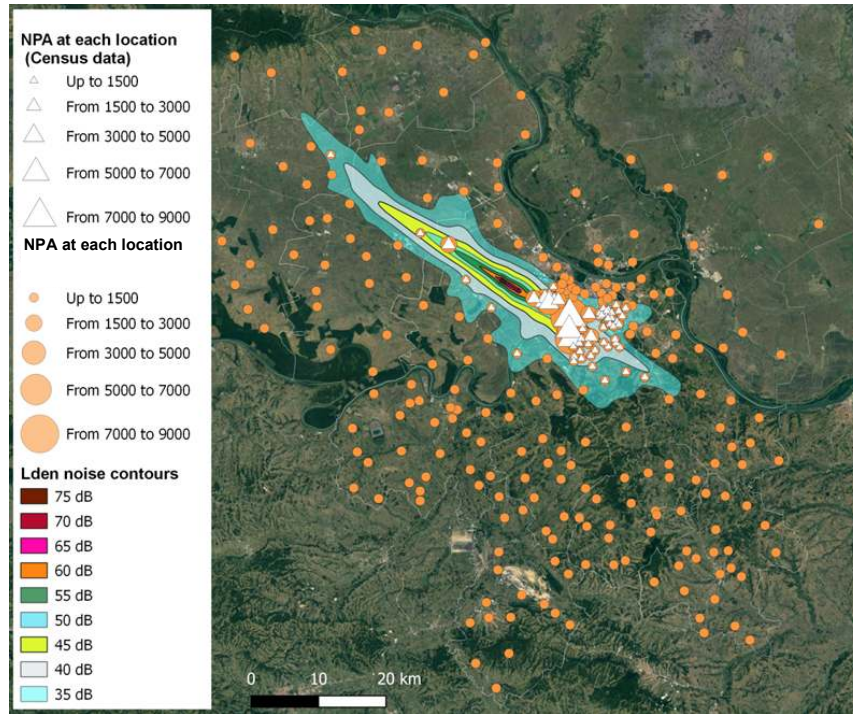 NPA at each location
(Census data)
Up to 1500
From 1500 to 3000
From 3000 to 5000
From 5000 to 7000
From 7000 to 9000
NPA at each location
Up to 1500
From 1500 to 3000
From 3000 to 5000
From 5000 to 7000
From 7000 to 9000
Lden noise contours
75 dB
70 dB
65 dB
60 dB
55 dB
50 dB
45 dB
40 dB
35 dB
0 10 20 km